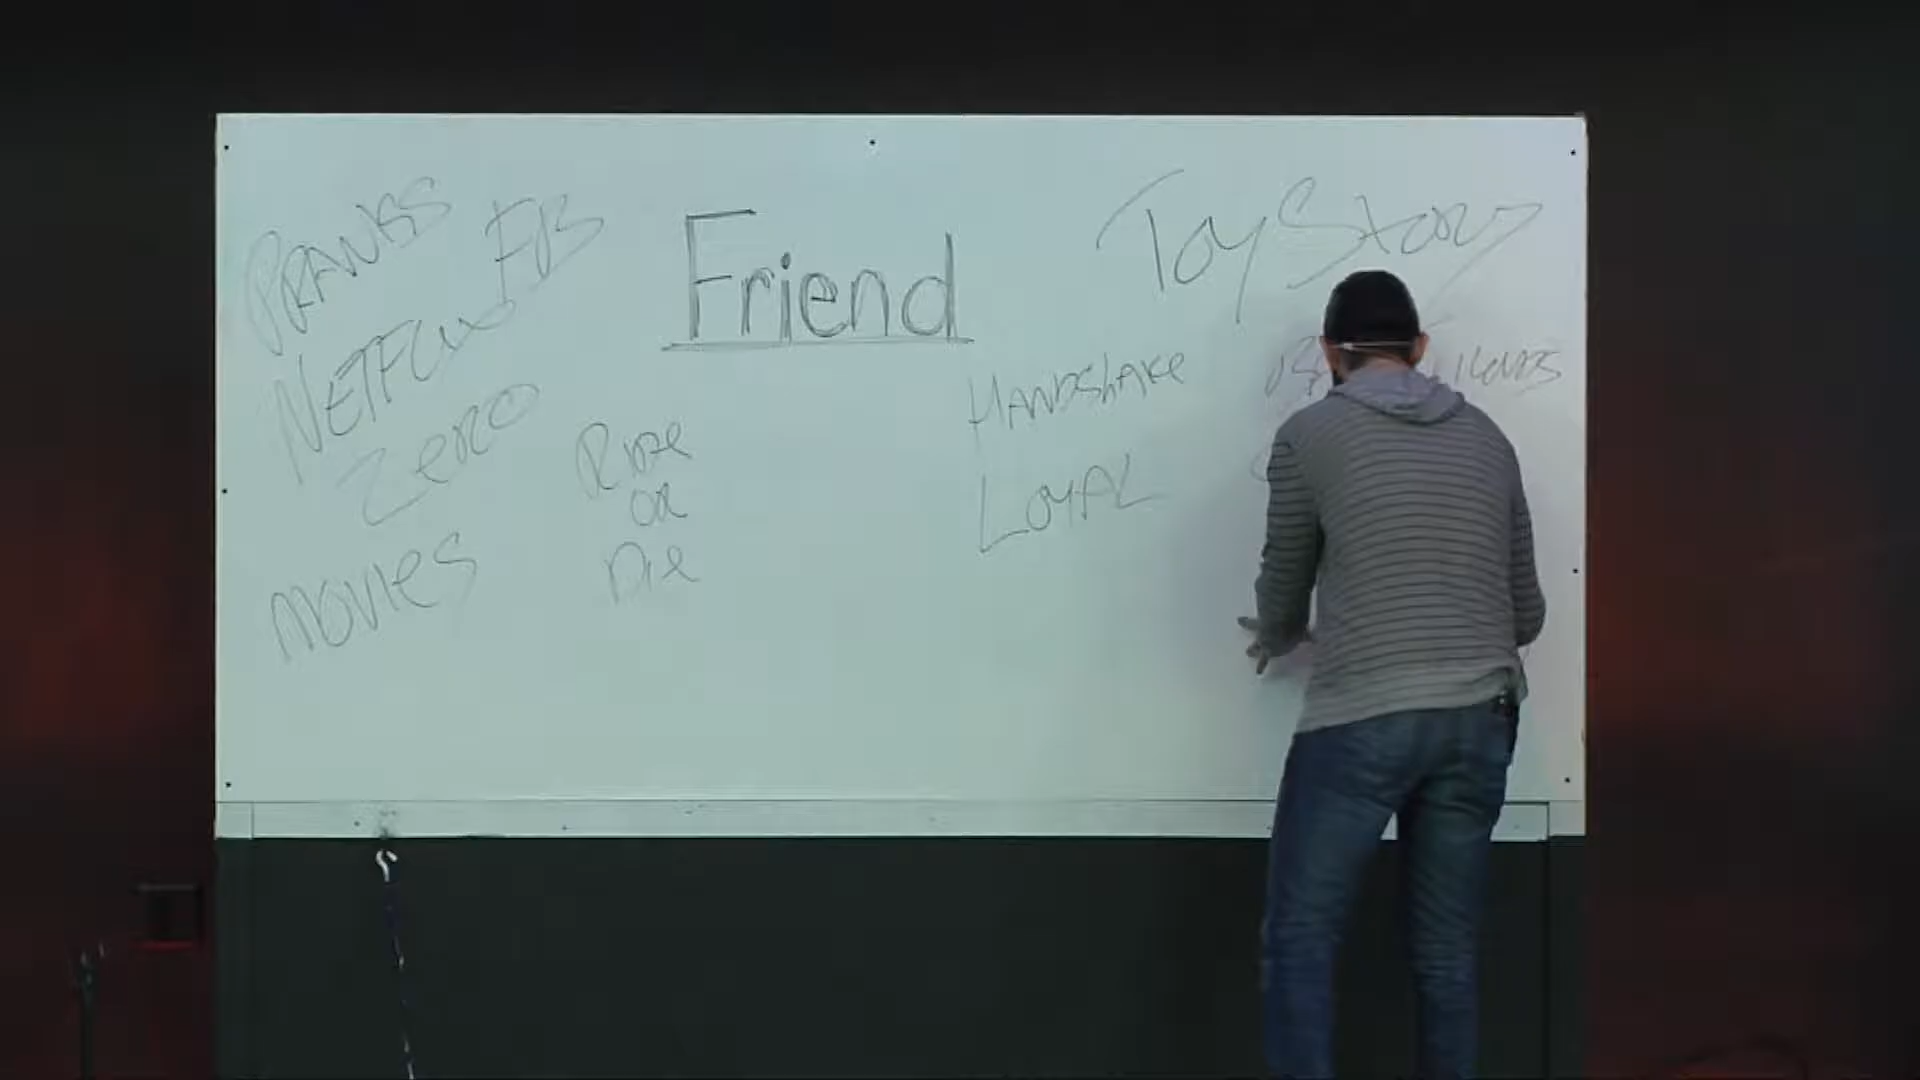 PRANKS
FB
NETFLIX
ZERO
MOVIES
RIDE
OR
DIE
Friend
Toy Story
HANDSHAKE
LOYAL